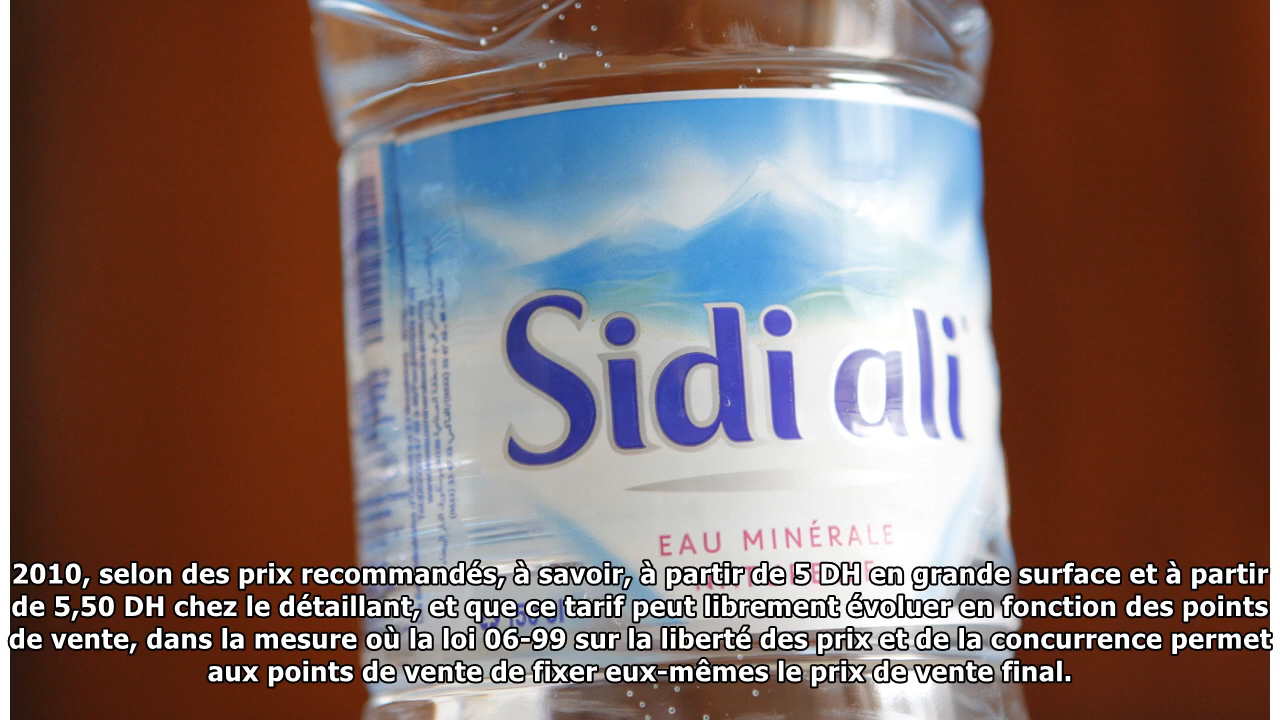 Sidi ali
EAU MINÉRALE
2010, selon des prix recommandés, à savoir, à partir de 5 DH en grande surface et à partir
de 5,50 DH chez le détaillant, et que ce tarif peut librement évoluer en fonction des points
de vente, dans la mesure où la loi 06-99 sur la liberté des prix et de la concurrence permet
aux points de vente de fixer eux-mêmes le prix de vente final.